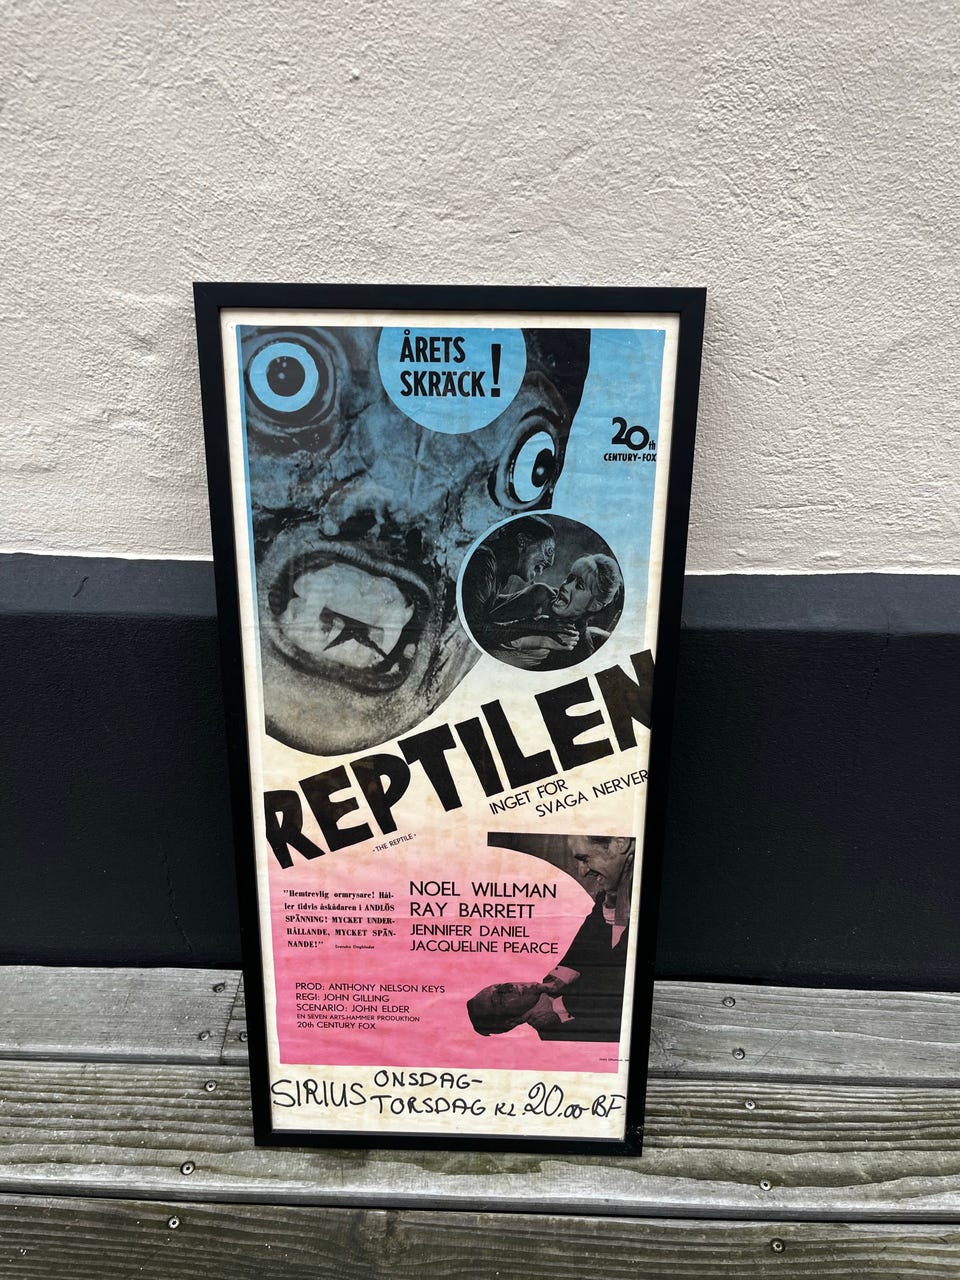 ÅRETS
SKRÄCK!
20th
CENTURY-FOX
REPTILEN
INGET FÖR
SVAGA NERVER
-THE REPTILE-
"Hemtrevlig ormrysare! Hål-
ler tidvis åskådaren i ANDLÖS
SPÄNNING! MYCKET UNDER-
HÅLLANDE, MYCKET SPÄN-
NANDE!" Svenska Dagbladet
NOEL WILLMAN
RAY BARRETT
JENNIFER DANIEL
JACQUELINE PEARCE
PROD: ANTHONY NELSON KEYS
REGI: JOHN GILLING
SCENARIO: JOHN ELDER
EN SEVEN ARTS-HAMMER PRODUKTION
20th CENTURY FOX
SIRIUS ONSDAG-
TORSDAG KL. 20.00 BF